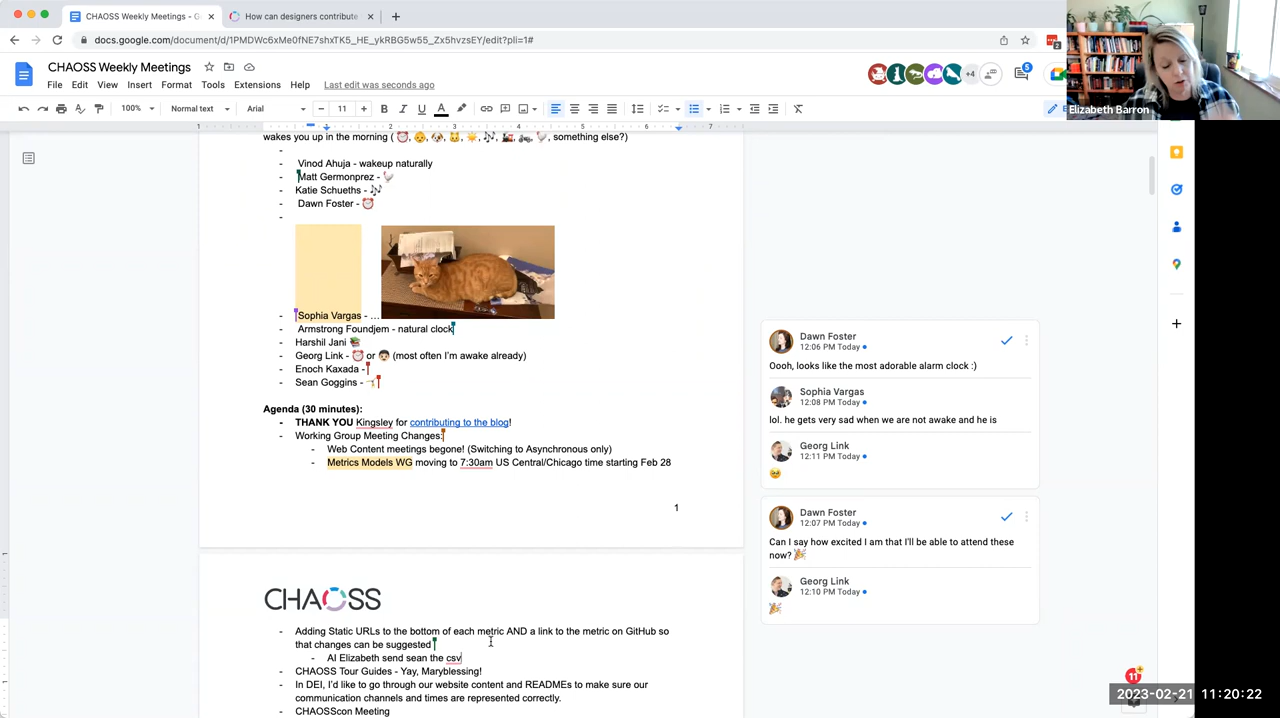 CHAOSS Weekly Meetings - G
How can designers contribute
docs.google.com/document/d/1PMDWc6xMe0fNE7shxTK5_HE_ykRBG5w55_Zx5hvzsEY/edit?pli=1#
2
CHAOSS Weekly Meetings
File Edit View Insert Format Tools Extensions Help Last edit was seconds ago
+4
5
Elizabeth Barron
100% Normal text Arial 11
wakes you up in the morning ( ⏰, 👴, 🐶, 🐱, ☀️, 🎶, 🚂, 🏍, 🐓, something else?)
-
- Vinod Ahuja - wakeup naturally
- Matt Germonprez - 🐓
- Katie Schueths - 🎶
- Dawn Foster - ⏰
-
- Sophia Vargas - ...
- Armstrong Foundjem - natural clock
- Harshil Jani 📚
- Georg Link - ⏰ or 👦🏻 (most often I'm awake already)
- Enoch Kaxada -
- Sean Goggins -
Agenda (30 minutes):
- THANK YOU Kingsley for contributing to the blog!
- Working Group Meeting Changes:
- Web Content meetings begone! (Switching to Asynchronous only)
- Metrics Models WG moving to 7:30am US Central/Chicago time starting Feb 28
1
CHAOSS
- Adding Static URLs to the bottom of each metric AND a link to the metric on GitHub so
that changes can be suggested
- AI Elizabeth send sean the csv
- CHAOSS Tour Guides - Yay, Maryblessing!
- In DEI, I'd like to go through our website content and READMEs to make sure our
communication channels and times are represented correctly.
- CHAOSScon Meeting
Dawn Foster
12:06 PM Today
Oooh, looks like the most adorable alarm clock :)
Sophia Vargas
12:08 PM Today
lol. he gets very sad when we are not awake and he is
Georg Link
12:11 PM Today
🥹
Dawn Foster
12:07 PM Today
Can I say how excited I am that I'll be able to attend these
now? 🎉
Georg Link
12:10 PM Today
🎉
11
2023-02-21 11:20:22